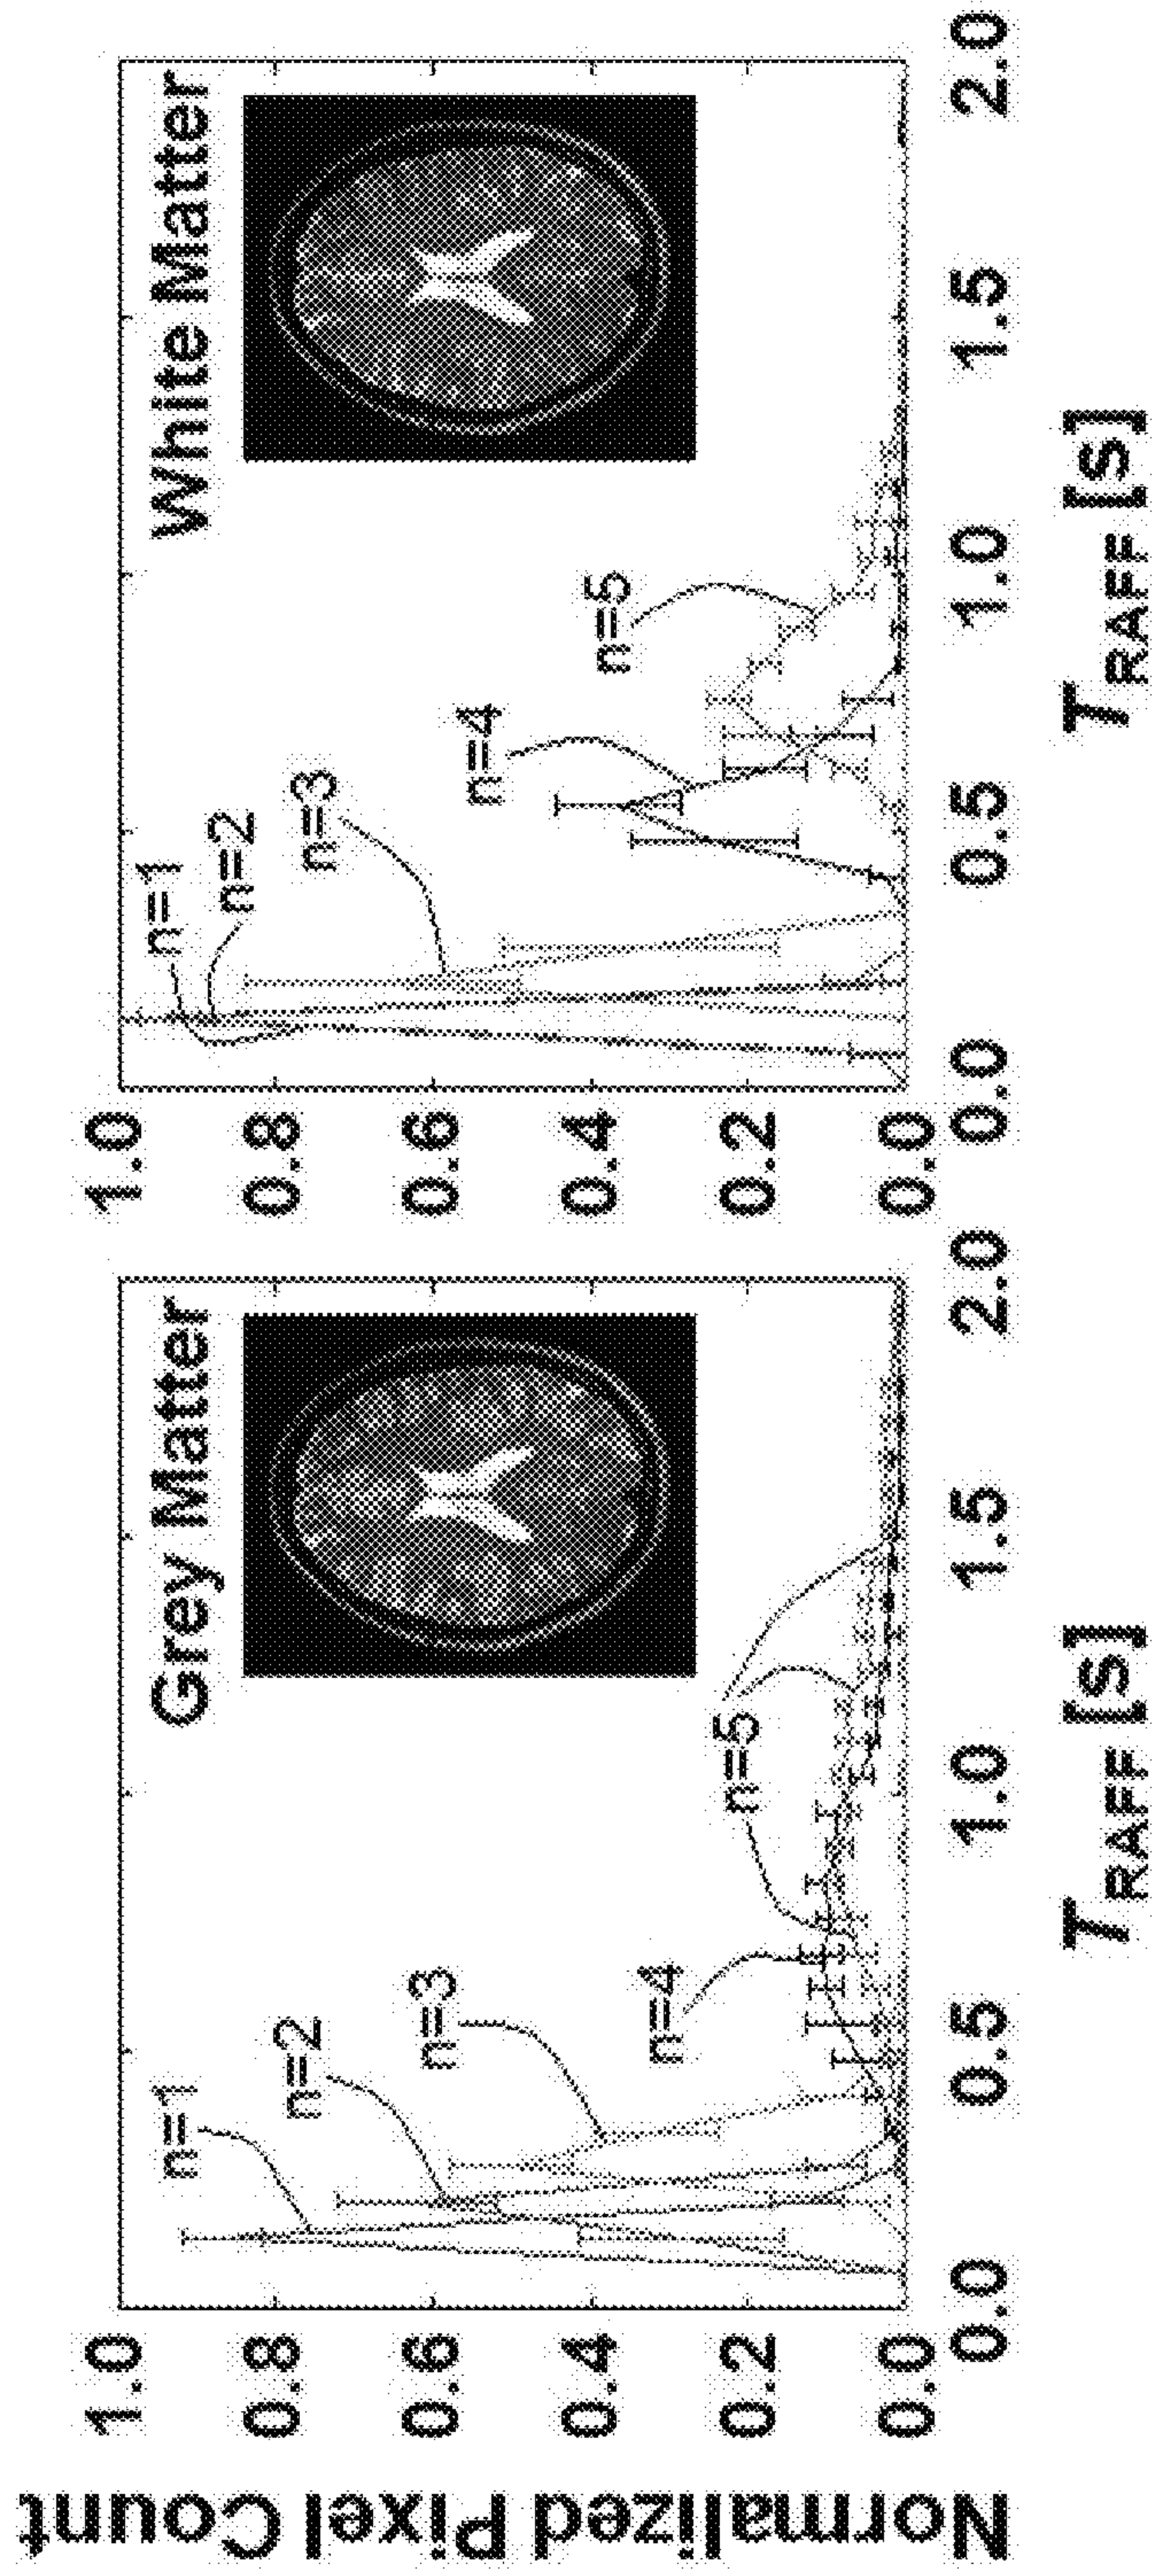 Normalized Pixel Count
1.0
0.8
0.6
0.4
0.2
0.0
Grey Matter
n=1
n=2
n=3
n=4
n=5
0.0 0.5 1.0 1.5 2.0
T RAFF [s]
1.0
0.8
0.6
0.4
0.2
0.0
White Matter
n=1
n=2
n=3
n=4
n=5
0.0 0.5 1.0 1.5 2.0
T RAFF [s]